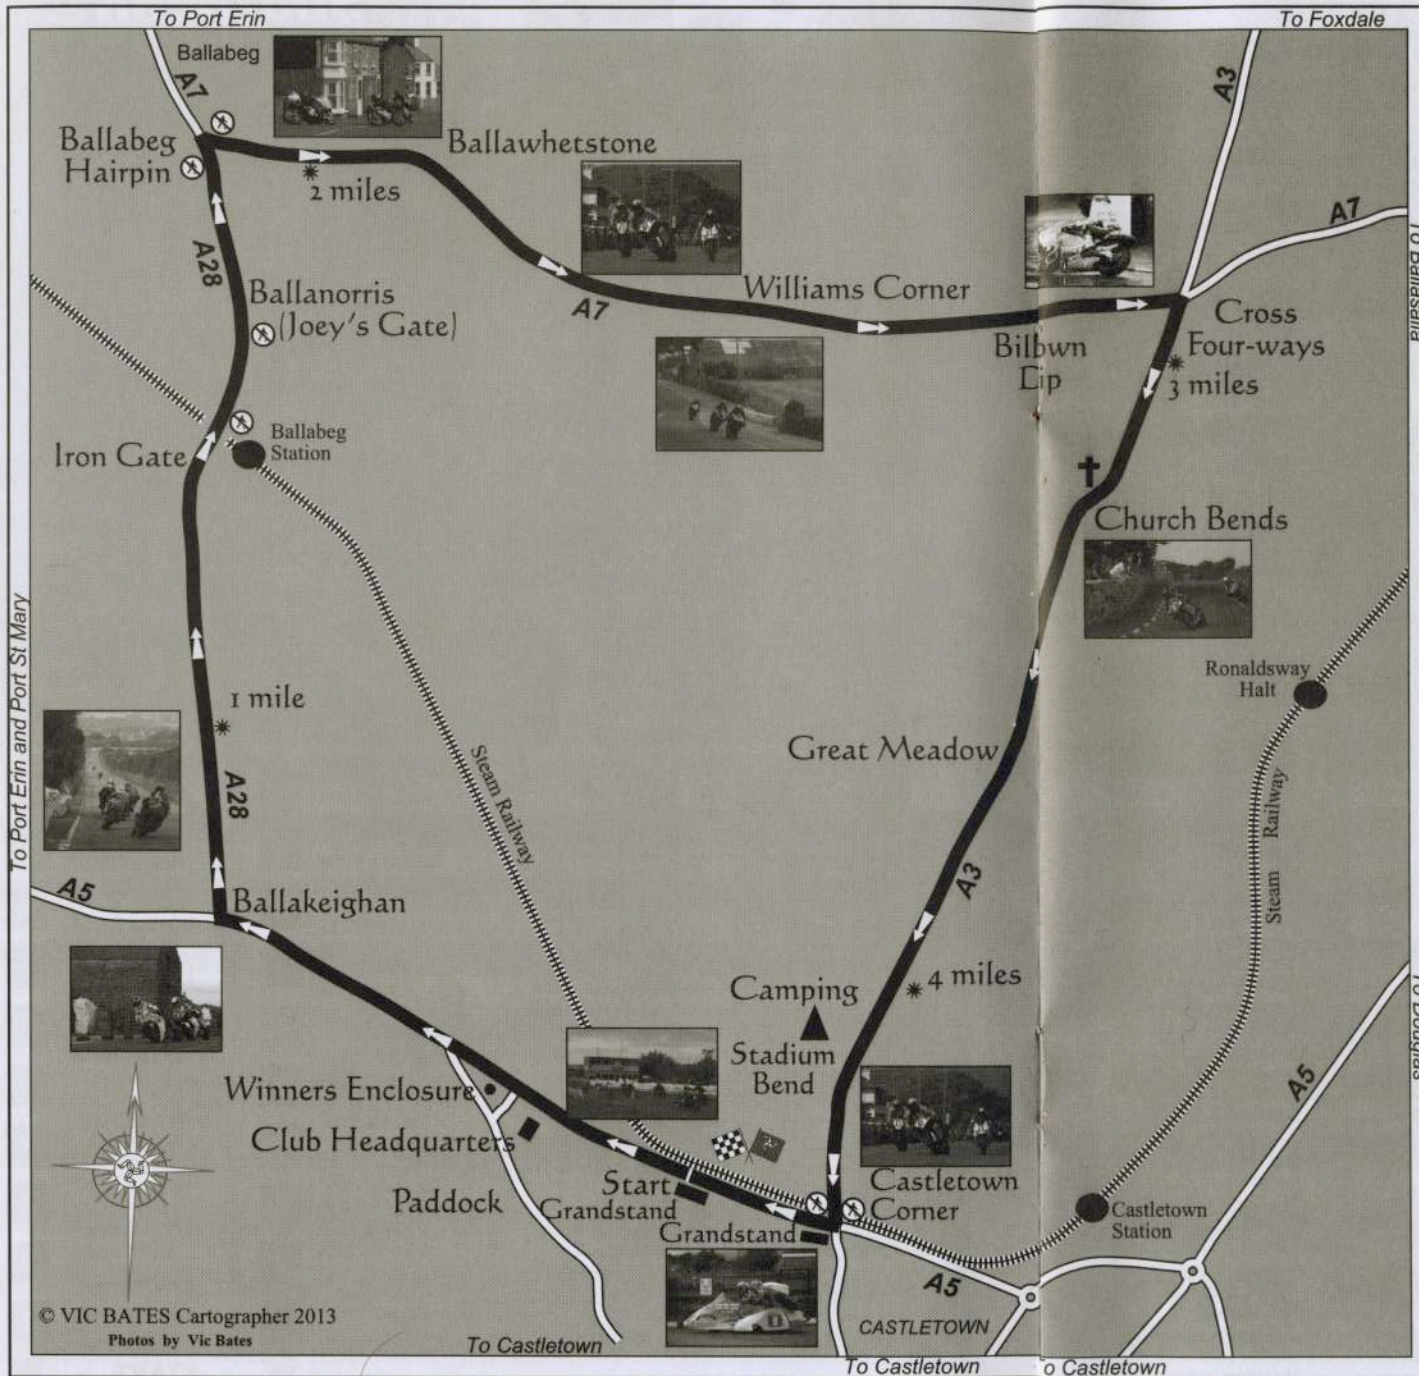 To Port Erin
To Foxdale
Ballabeg
A7
A3
Ballabeg
Hairpin
Ballawhetstone
2 miles
A7
To Ballasalla
A28
Ballanorris
(Joey's Gate)
Williams Corner
A7
Cross
Four-ways
3 miles
Bilown
Dip
Iron Gate
Ballabeg
Station
Church Bends
To Port Erin and Port St Mary
1 mile
A28
Steam Railway
Ronaldsway
Halt
Great Meadow
Steam Railway
A3
A5
Ballakeighan
4 miles
Camping
Stadium
Bend
To Douglas
A5
Winners Enclosure
Club Headquarters
Paddock
Start
Grandstand
Grandstand
Castletown
Corner
Castletown
Station
A5
CASTLETOWN
© VIC BATES Cartographer 2013
Photos by Vic Bates
To Castletown
To Castletown
o Castletown